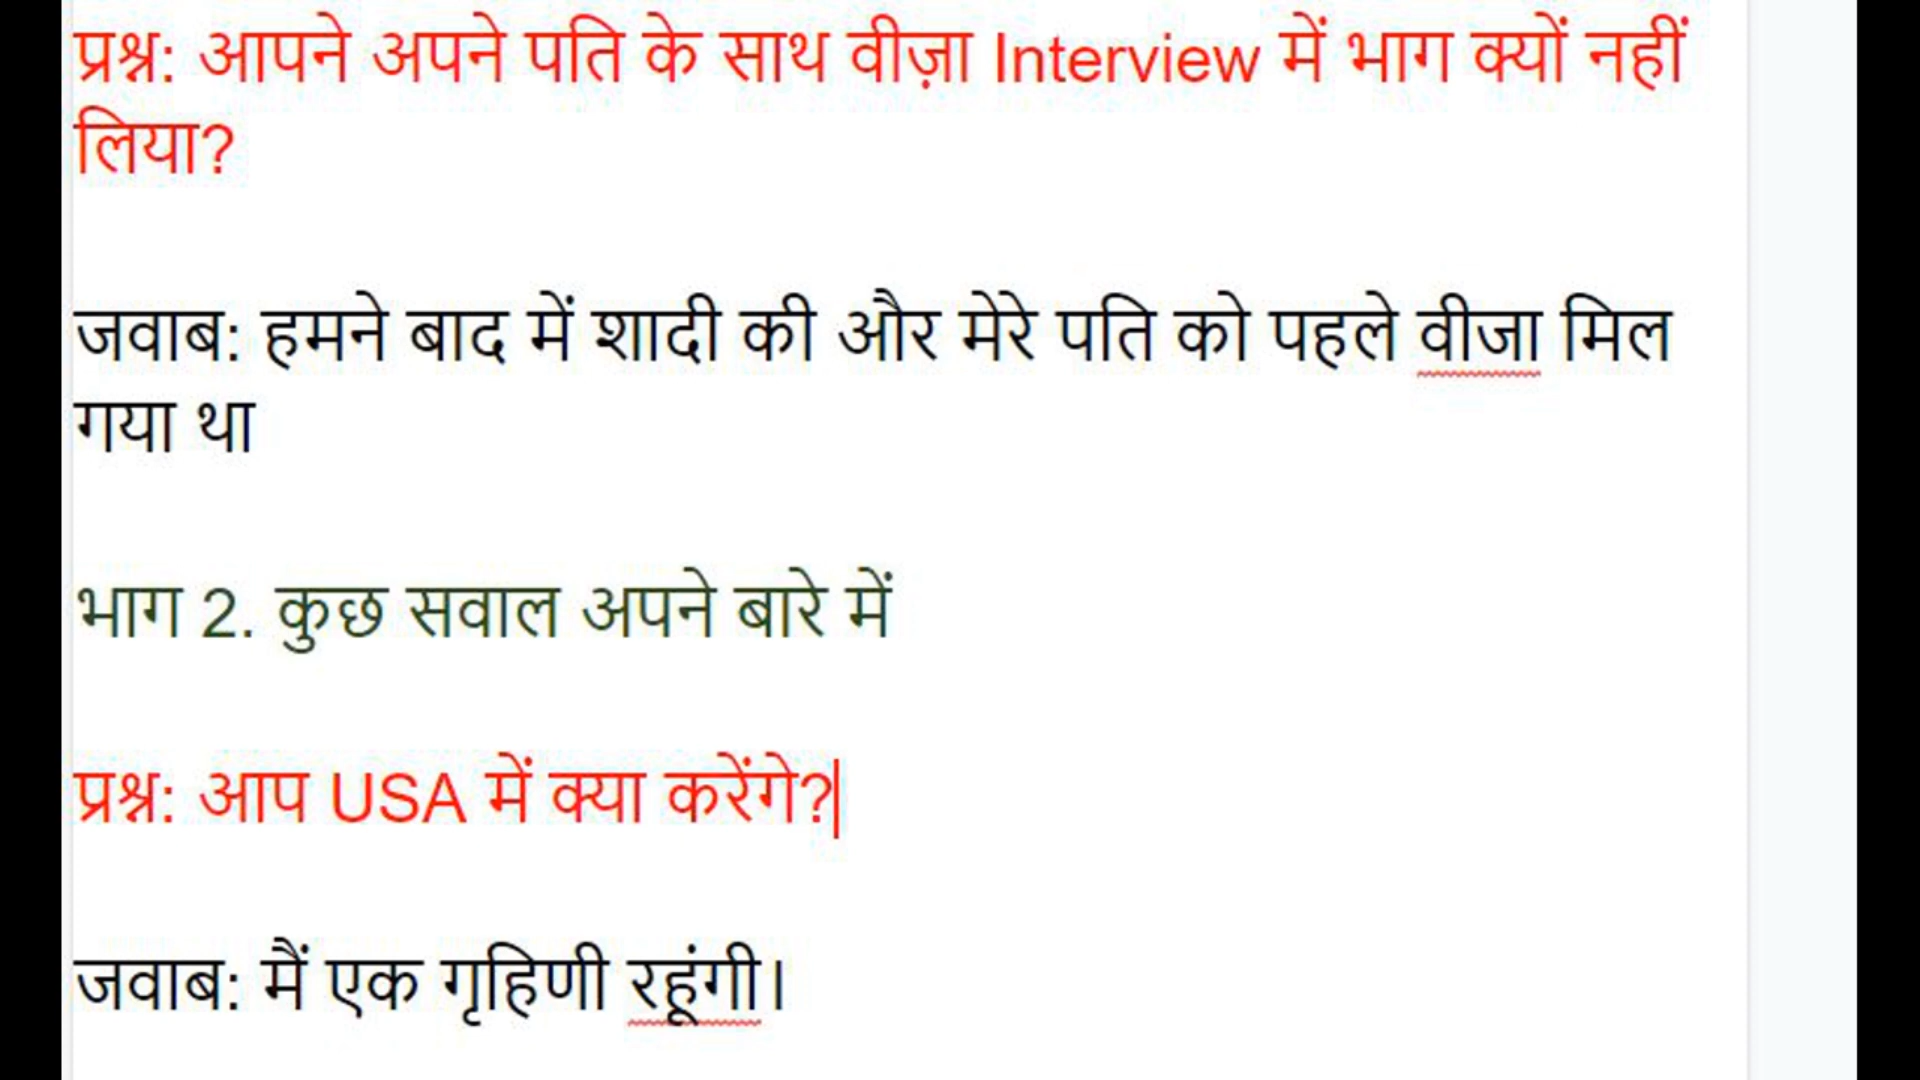 प्रश्न: आपने अपने पति के साथ वीज़ा Interview में भाग क्यों नहीं
लिया?
जवाब: हमने बाद में शादी की और मेरे पति को पहले वीजा मिल
गया था
भाग 2. कुछ सवाल अपने बारे में
प्रश्न: आप USA में क्या करेंगे?
जवाब: मैं एक गृहिणी रहूंगी।